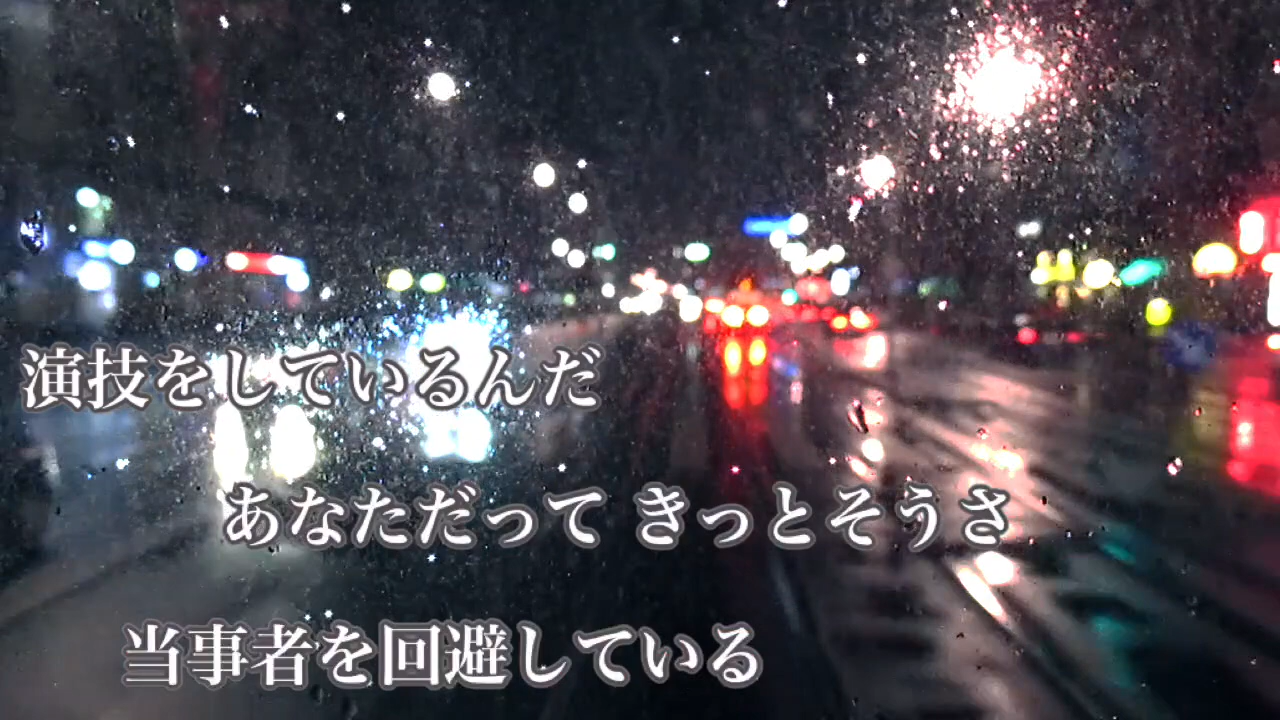 演技をしているんだ
あなただって きっとそうさ
当事者を回避している